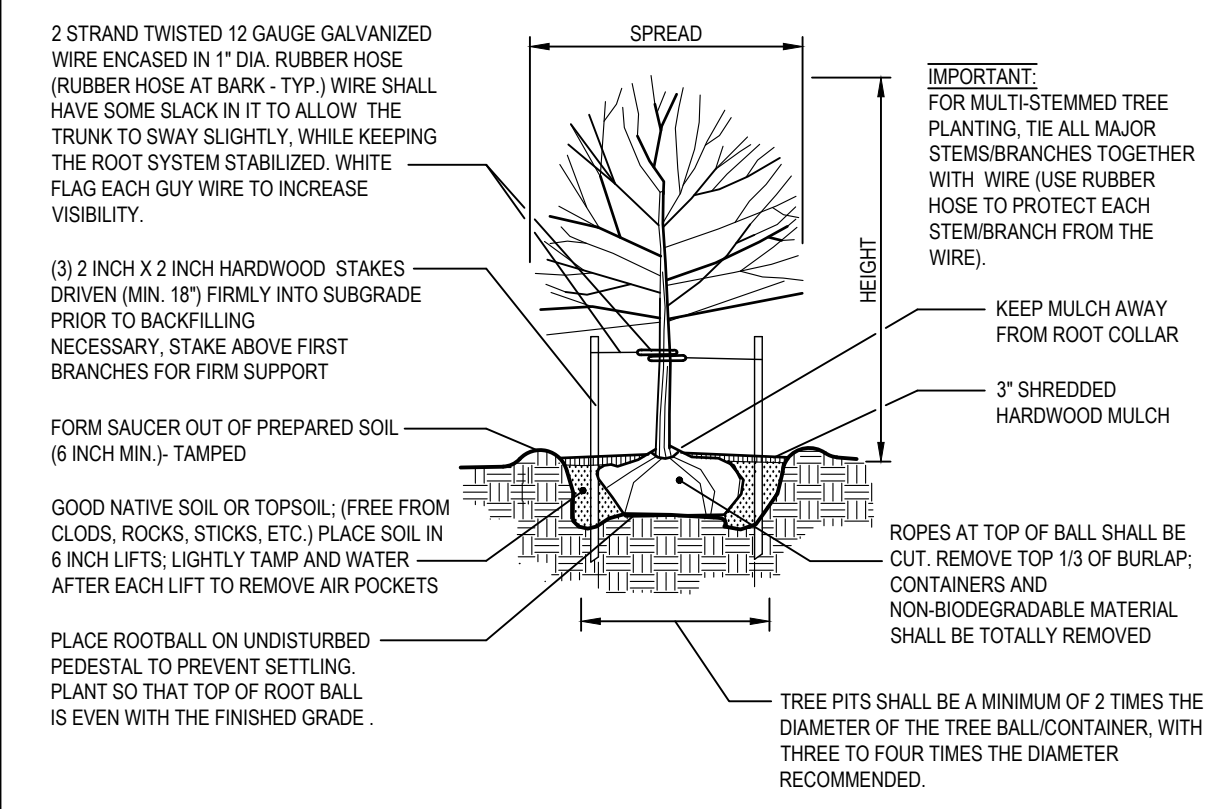 2 STRAND TWISTED 12 GAUGE GALVANIZED
WIRE ENCASED IN 1" DIA. RUBBER HOSE
(RUBBER HOSE AT BARK - TYP.) WIRE SHALL
HAVE SOME SLACK IN IT TO ALLOW THE
TRUNK TO SWAY SLIGHTLY, WHILE KEEPING
THE ROOT SYSTEM STABILIZED. WHITE
FLAG EACH GUY WIRE TO INCREASE
VISIBILITY.
(3) 2 INCH X 2 INCH HARDWOOD STAKES
DRIVEN (MIN. 18") FIRMLY INTO SUBGRADE
PRIOR TO BACKFILLING
NECESSARY, STAKE ABOVE FIRST
BRANCHES FOR FIRM SUPPORT
FORM SAUCER OUT OF PREPARED SOIL
(6 INCH MIN.)- TAMPED
GOOD NATIVE SOIL OR TOPSOIL; (FREE FROM
CLODS, ROCKS, STICKS, ETC.) PLACE SOIL IN
6 INCH LIFTS; LIGHTLY TAMP AND WATER
AFTER EACH LIFT TO REMOVE AIR POCKETS
PLACE ROOTBALL ON UNDISTURBED
PEDESTAL TO PREVENT SETTLING.
PLANT SO THAT TOP OF ROOT BALL
IS EVEN WITH THE FINISHED GRADE .
SPREAD
HEIGHT
IMPORTANT:
FOR MULTI-STEMMED TREE
PLANTING, TIE ALL MAJOR
STEMS/BRANCHES TOGETHER
WITH WIRE (USE RUBBER
HOSE TO PROTECT EACH
STEM/BRANCH FROM THE
WIRE).
KEEP MULCH AWAY
FROM ROOT COLLAR
3" SHREDDED
HARDWOOD MULCH
ROPES AT TOP OF BALL SHALL BE
CUT. REMOVE TOP 1/3 OF BURLAP;
CONTAINERS AND
NON-BIODEGRADABLE MATERIAL
SHALL BE TOTALLY REMOVED
TREE PITS SHALL BE A MINIMUM OF 2 TIMES THE
DIAMETER OF THE TREE BALL/CONTAINER, WITH
THREE TO FOUR TIMES THE DIAMETER
RECOMMENDED.